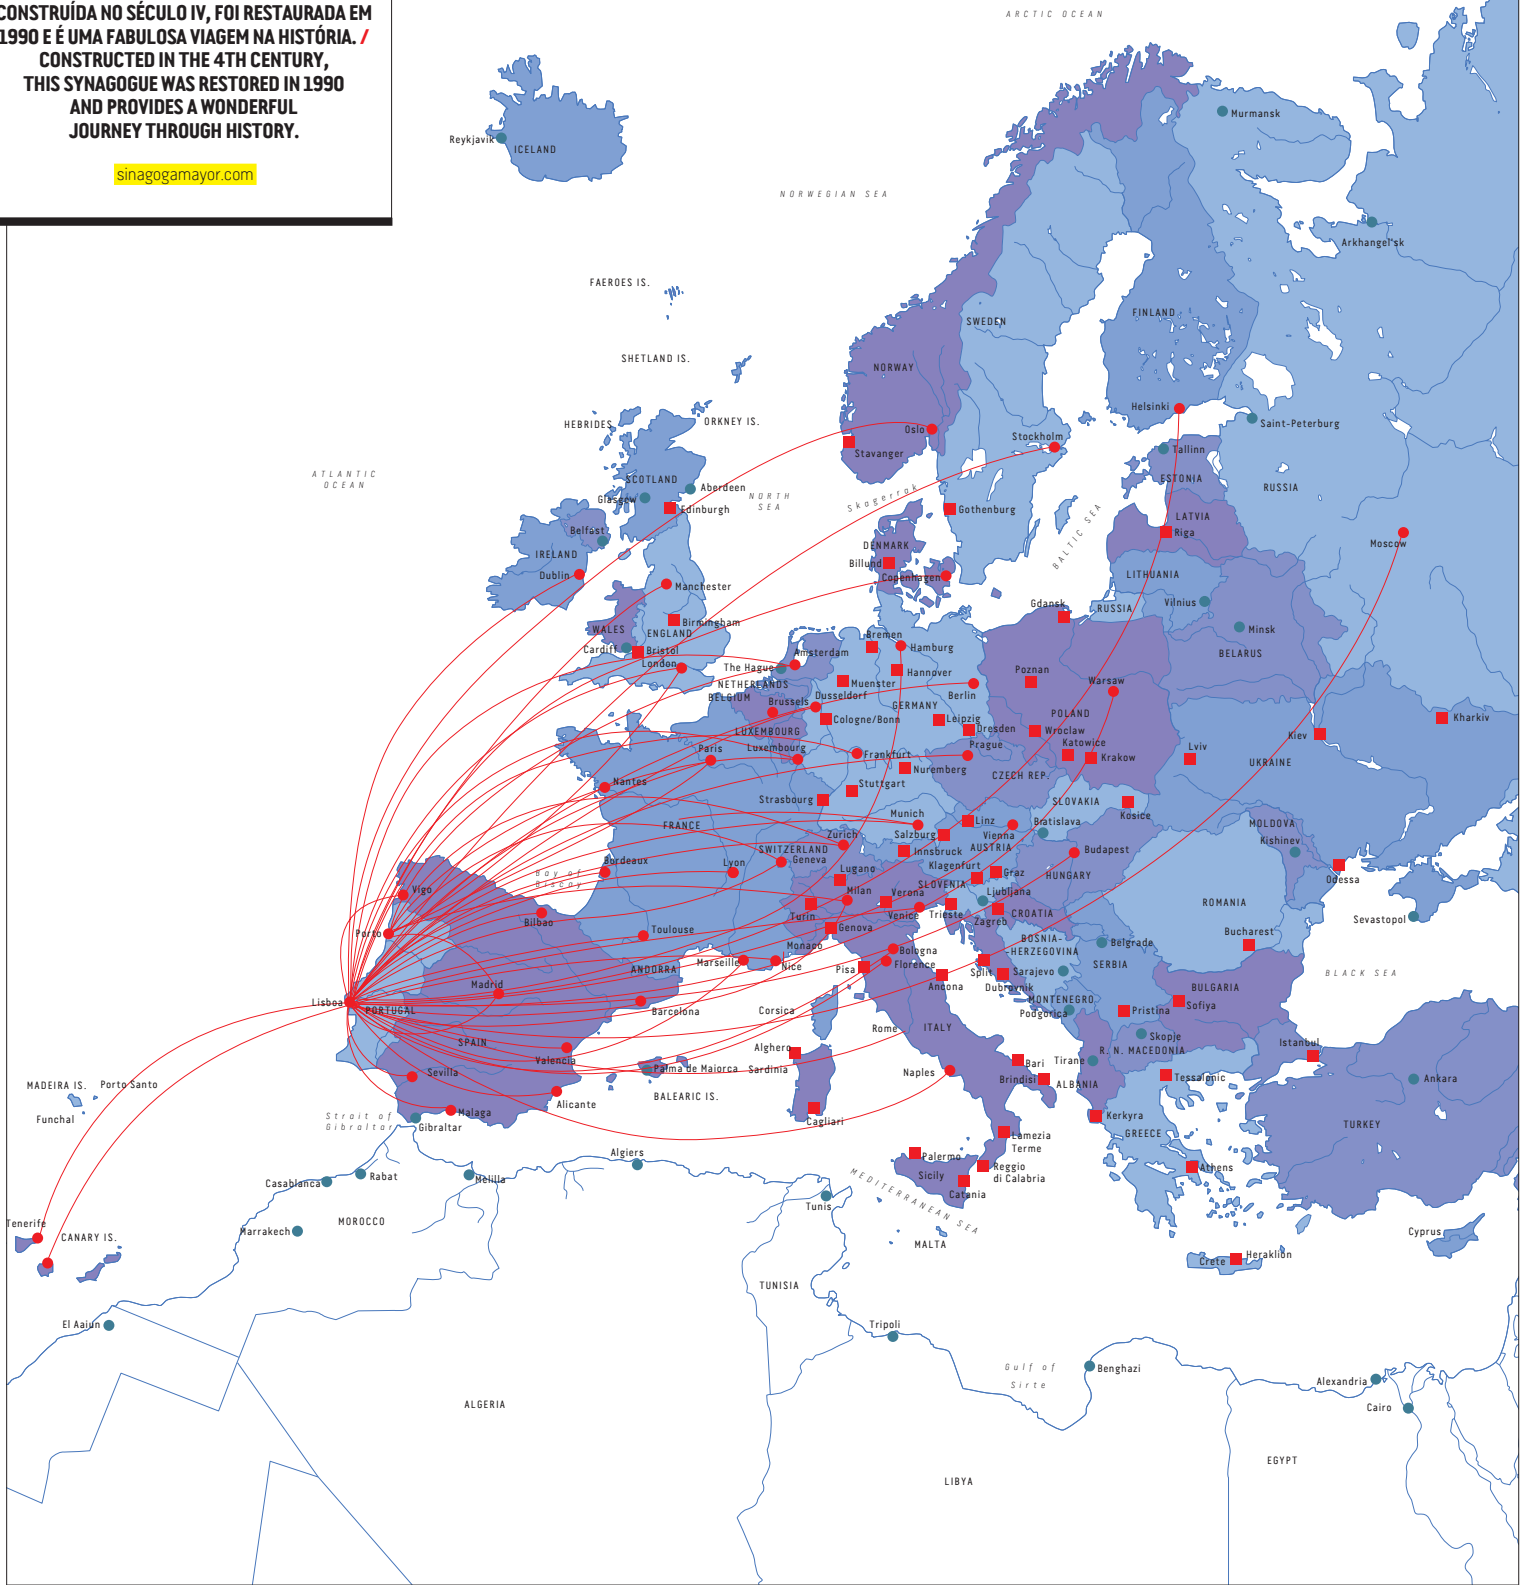 CONSTRUÍDA NO SÉCULO IV, FOI RESTAURADA EM
1990 E É UMA FABULOSA VIAGEM NA HISTÓRIA. /
CONSTRUCTED IN THE 4TH CENTURY,
THIS SYNAGOGUE WAS RESTORED IN 1990
AND PROVIDES A WONDERFUL
JOURNEY THROUGH HISTORY.
sinagogamayor.com
ARCTIC OCEAN
Murmansk
Reykjavik
ICELAND
NORWEGIAN SEA
Arkhangel'sk
FAEROES IS.
SWEDEN
FINLAND
SHETLAND IS.
NORWAY
Helsinki
HEBRIDES
ORKNEY IS.
Oslo
Stockholm
Saint-Peterburg
Stavanger
Tallinn
ATLANTIC
OCEAN
SCOTLAND
ESTONIA
Aberdeen
RUSSIA
Glasgow
NORTH
SEA
Skagerrak
Edinburgh
Gothenburg
LATVIA
Belfast
Riga
BALTIC SEA
Moscow
IRELAND
DENMARK
Billund
Dublin
Copenhagen
LITHUANIA
Manchester
Gdansk
RUSSIA
Vilnius
Birmingham
WALES
ENGLAND
Minsk
Bremen
Cardiff
Bristol
Amsterdam
Hamburg
BELARUS
London
The Hague
Hannover
Poznan
NETHERLANDS
Muenster
Warsaw
BELGIUM
Dusseldorf
Berlin
Brussels
GERMANY
POLAND
Cologne/Bonn
Leipzig
Kharkiv
LUXEMBOURG
Dresden
Wroclaw
Kiev
Paris
Luxembourg
Prague
Katowice
Lviv
Frankfurt
Krakow
UKRAINE
Nuremberg
CZECH REP.
Nantes
Stuttgart
Strasbourg
SLOVAKIA
Munich
Kosice
FRANCE
Linz
Bratislava
MOLDOVA
Zurich
Salzburg
Vienna
Kishinev
SWITZERLAND
Innsbruck
AUSTRIA
Budapest
Bordeaux
Lyon
Geneva
Klagenfurt
Bay of
Biscay
Lugano
Graz
HUNGARY
Odessa
Vigo
Milan
Verona
SLOVENIA
Ljubljana
ROMANIA
Bilbao
Turin
Venice
Trieste
Zagreb
CROATIA
Sevastopol
Porto
Toulouse
Genova
Bucharest
Monaco
BOSNIA-
-HERZEGOVINA
Belgrade
Bologna
Marseille
Nice
Pisa
Florence
SERBIA
ANDORRA
Split
Sarajevo
BLACK SEA
Madrid
Ancona
Dubrovnik
BULGARIA
Lisboa
PORTUGAL
Barcelona
Corsica
MONTENEGRO
Podgorica
Pristina
Sofiya
Rome
ITALY
SPAIN
Skopje
Alghero
R. N. MACEDONIA
Istanbul
Valencia
Bari
Tirane
Sevilla
Palma de Maiorca
Sardinia
Naples
Brindisi
ALBANIA
Tessalonic
Ankara
MADEIRA IS.
Porto Santo
BALEARIC IS.
Alicante
Funchal
Strait of
Gibraltar
Malaga
Gibraltar
Cagliari
Kerkyra
GREECE
TURKEY
Lamezia
Terme
Algiers
Palermo
Reggio
di Calabria
Athens
Casablanca
Rabat
Melilla
Sicily
MEDITERRANEAN SEA
Catania
Tunis
Tenerife
CANARY IS.
Marrakech
MOROCCO
MALTA
Cyprus
Crete
Heraklion
TUNISIA
El Aaiun
Tripoli
Gulf of
Sirte
Benghazi
Alexandria
ALGERIA
Cairo
LIBYA
EGYPT